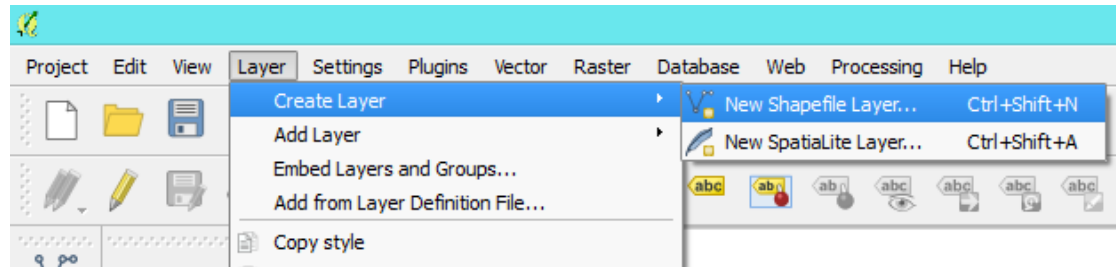 Project Edit View Layer Settings Plugins Vector Raster Database Web Processing Help
Create Layer
New Shapefile Layer... Ctrl+Shift+N
Add Layer
New SpatiaLite Layer... Ctrl+Shift+A
Embed Layers and Groups...
Add from Layer Definition File...
abc ab abc abc abc abc abc
Copy style